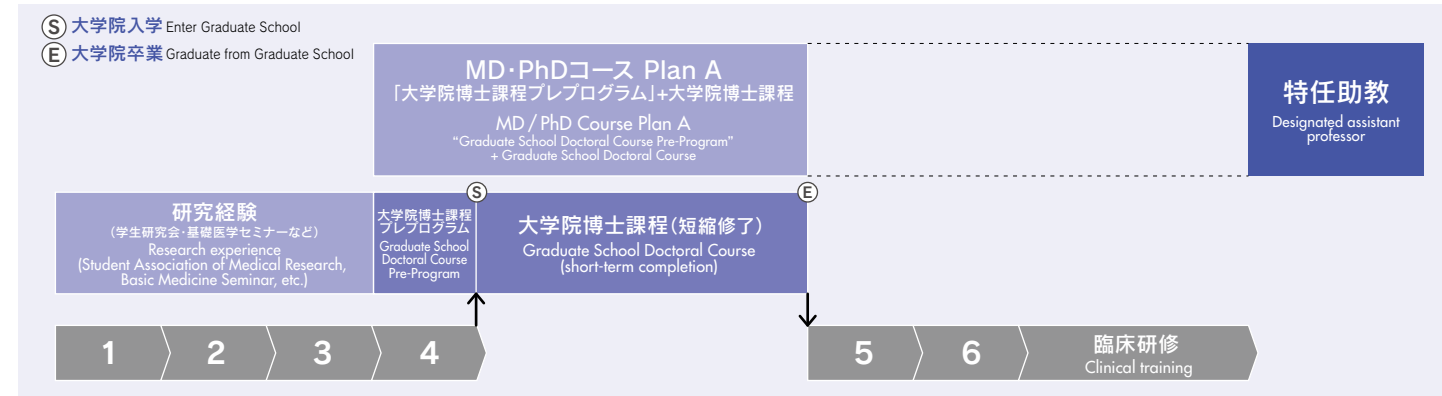 Ⓢ 大学院入学 Enter Graduate School
Ⓔ 大学院卒業 Graduate from Graduate School
MD・PhDコース Plan A
「大学院博士課程プレプログラム」+大学院博士課程
MD / PhD Course Plan A
“Graduate School Doctoral Course Pre-Program”
+ Graduate School Doctoral Course
特任助教
Designated assistant
professor
研究経験
（学生研究会・基礎医学セミナーなど）
Research experience
(Student Association of Medical Research,
Basic Medicine Seminar, etc.)
大学院博士課程
プレプログラム
Graduate School
Doctoral Course
Pre-Program
Ⓢ
大学院博士課程（短縮修了）
Graduate School Doctoral Course
(short-term completion)
Ⓔ
1
2
3
4
5
6
臨床研修
Clinical training